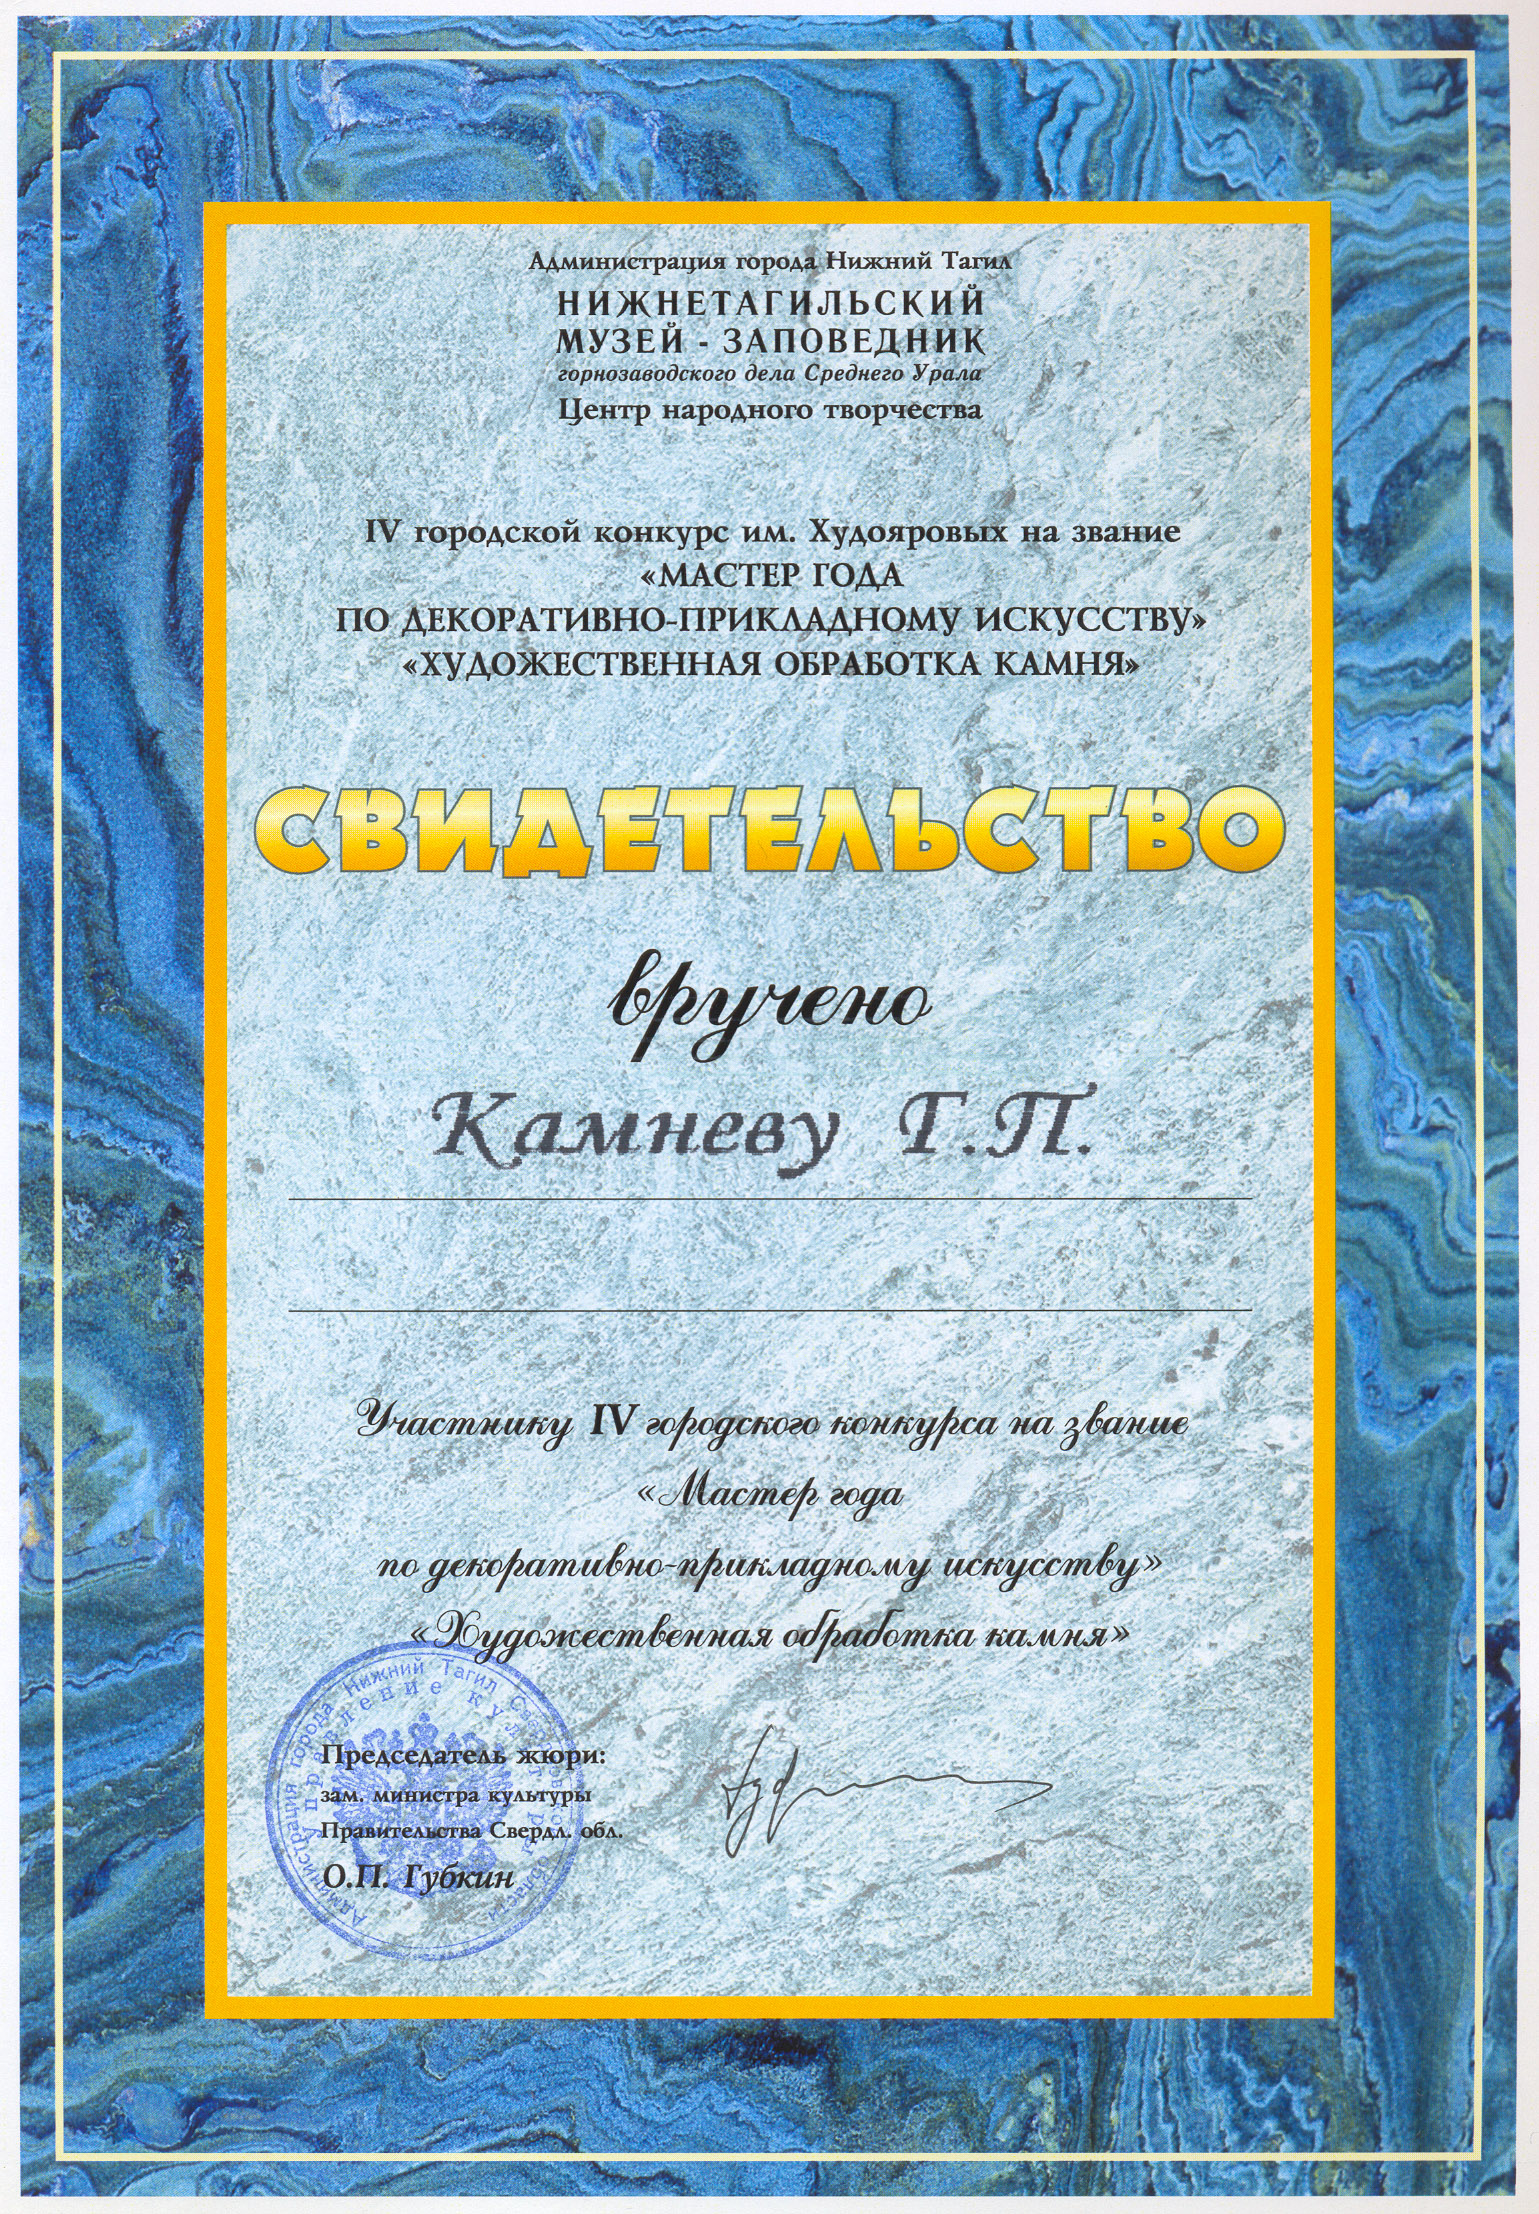 Администрация города Нижний Тагил
НИЖНЕТАГИЛЬСКИЙ
МУЗЕЙ - ЗАПОВЕДНИК
горнозаводского дела Среднего Урала
Центр народного творчества
IV городской конкурс им. Худояровых на звание
«МАСТЕР ГОДА
ПО ДЕКОРАТИВНО-ПРИКЛАДНОМУ ИСКУССТВУ»
«ХУДОЖЕСТВЕННАЯ ОБРАБОТКА КАМНЯ»
СВИДЕТЕЛЬСТВО
вручено
Камневу Г.П.
Участнику IV городского конкурса на звание
«Мастер года
по декоративно-прикладному искусству»
«Художественная обработка камня»
Администрация города Нижний Тагил Свердловской области
Управление культуры
Председатель жюри:
зам. министра культуры
Правительства Свердл. обл.
О.П. Губкин